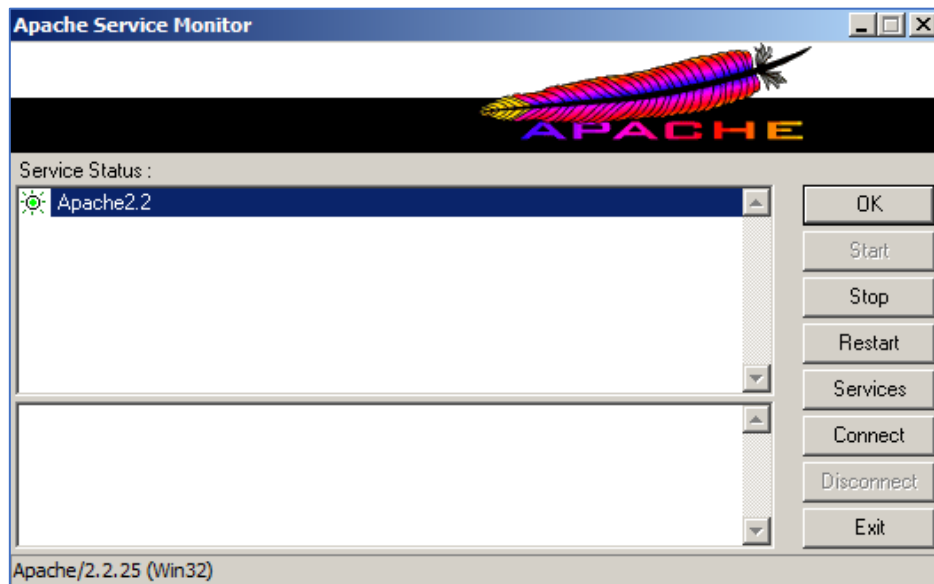 Apache Service Monitor
APACHE
Service Status :
Apache2.2
OK
Start
Stop
Restart
Services
Connect
Disconnect
Exit
Apache/2.2.25 (Win32)